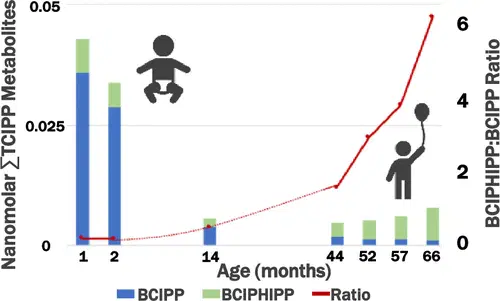 Nanomolar ∑TCIPP Metabolites
0.05
0.025
0
BCIPHIPP:BCIPP Ratio
6
4
2
0
1 2 14 44 52 57 66
Age (months)
BCIPP BCIPHIPP Ratio